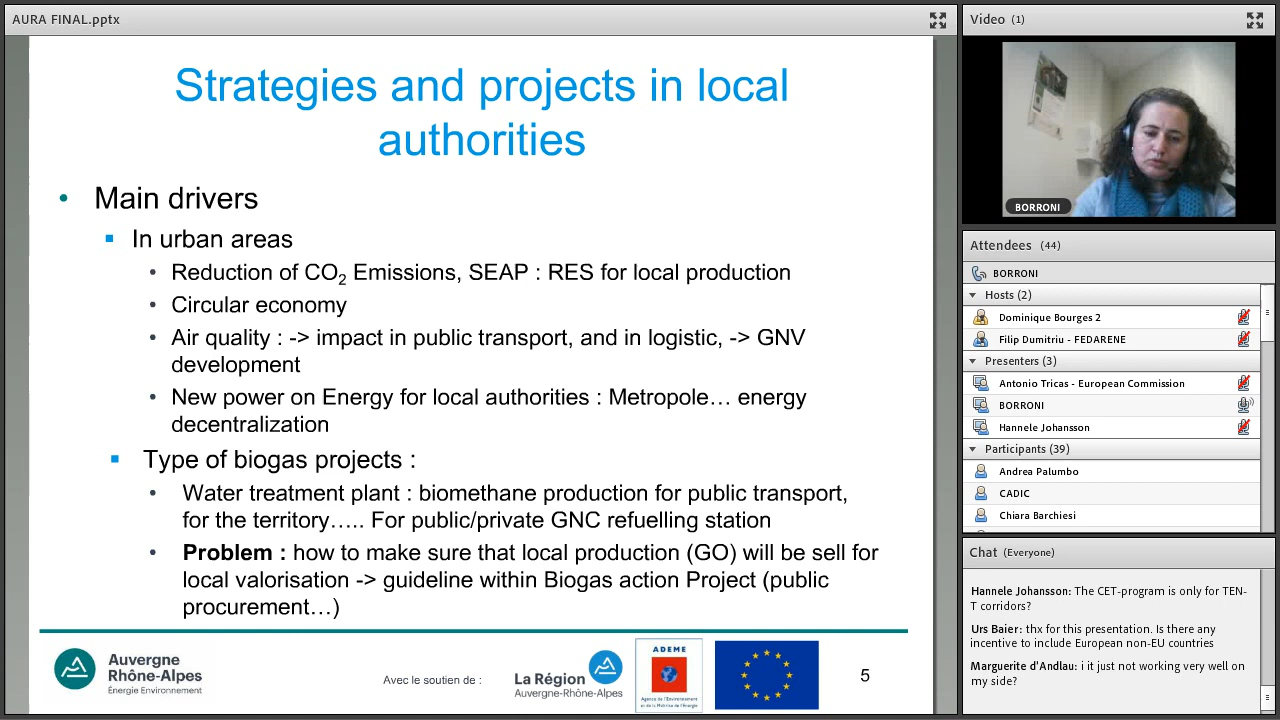 AURA FINAL.pptx
Strategies and projects in local
authorities
• Main drivers
In urban areas
• Reduction of CO2 Emissions, SEAP : RES for local production
• Circular economy
• Air quality : -> impact in public transport, and in logistic, -> GNV
development
• New power on Energy for local authorities : Metropole… energy
decentralization
Type of biogas projects :
• Water treatment plant : biomethane production for public transport,
for the territory….. For public/private GNC refuelling station
• Problem : how to make sure that local production (GO) will be sell for
local valorisation -> guideline within Biogas action Project (public
procurement…)
Auvergne
Rhône-Alpes
Énergie Environnement
Avec le soutien de :
La Région
Auvergne-Rhône-Alpes
ADEME
Agence de l'Environnement
et de la Maîtrise de l'Energie
5
Video (1)
BORRONI
Attendees (44)
BORRONI
Hosts (2)
Dominique Bourges 2
Filip Dumitriu - FEDARENE
Presenters (3)
Antonio Tricas - European Commission
BORRONI
Hannele Johansson
Participants (39)
Andrea Palumbo
CADIC
Chiara Barchiesi
Chat (Everyone)
Hannele Johansson: The CET-program is only for TEN-
T corridors?
Urs Baier: thx for this presentation. Is there any
incentive to include European non-EU countries
Marguerite d'Andlau: i it just not working very well on
my side?